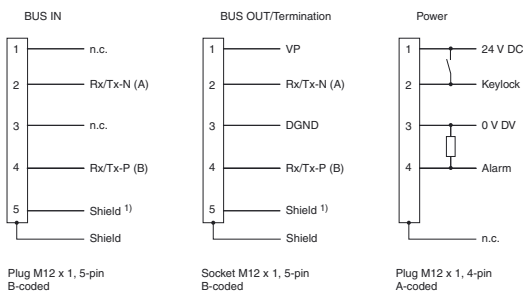 BUS IN
1
n.c.
2
Rx/Tx-N (A)
3
n.c.
4
Rx/Tx-P (B)
5
Shield 1)
Shield
Plug M12 x 1, 5-pin
B-coded
BUS OUT/Termination
1
VP
2
Rx/Tx-N (A)
3
DGND
4
Rx/Tx-P (B)
5
Shield 1)
Shield
Socket M12 x 1, 5-pin
B-coded
Power
1
24 V DC
2
Keylock
3
0 V DV
4
Alarm
n.c.
Plug M12 x 1, 4-pin
A-coded